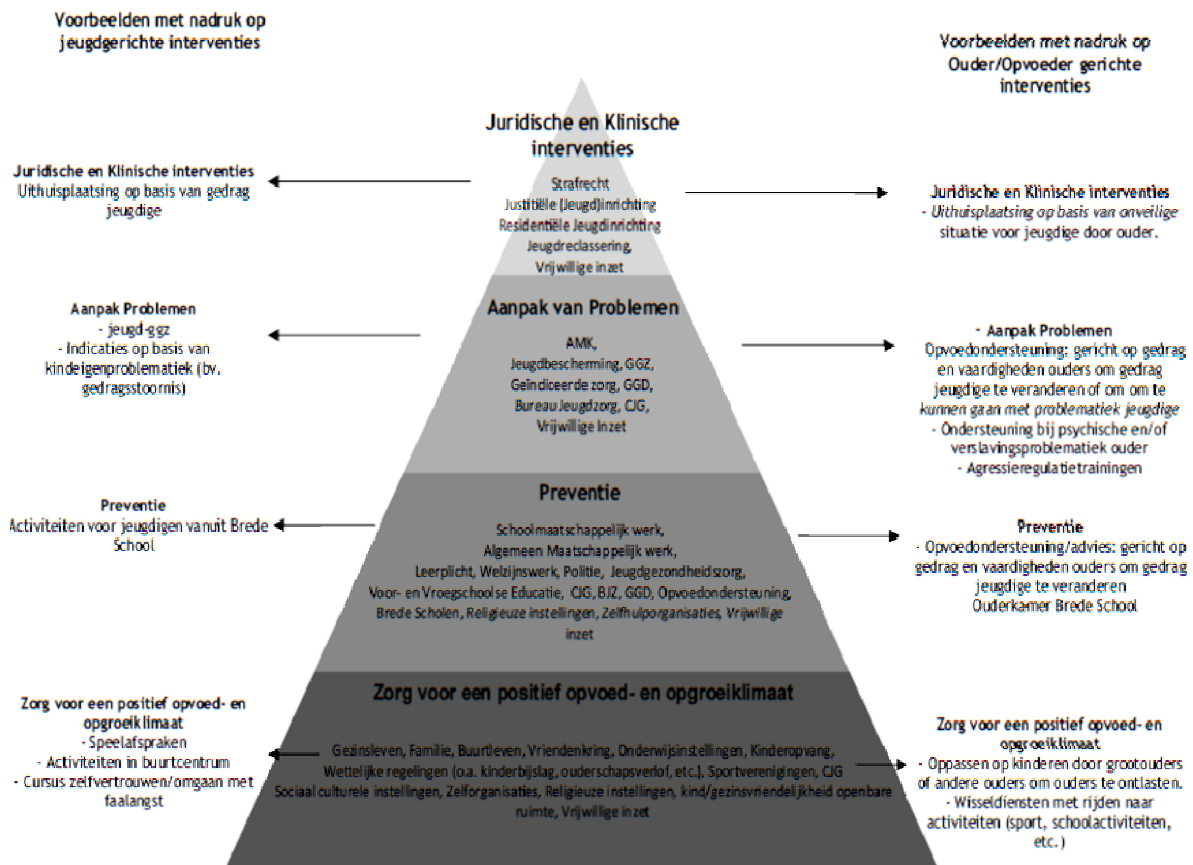 Voorbeelden met nadruk op
jeugdgerichte interventies
Voorbeelden met nadruk op
Ouder/Opvoeder gerichte
interventies
Juridische en Klinische
interventies
Strafrecht
Justitiële (Jeugd)inrichting
Residentiële Jeugdinrichting
Jeugdreclassering,
Vrijwillige inzet
Juridische en Klinische interventies
Uithuisplaatsing op basis van gedrag
jeugdige
Juridische en Klinische interventies
- Uithuisplaatsing op basis van onveilige
situatie voor jeugdige door ouder.
Aanpak van Problemen
AMK,
Jeugdbescherming, GGZ,
Geïndiceerde zorg, GGD,
Bureau Jeugdzorg, CJG,
Vrijwillige Inzet
Aanpak Problemen
- jeugd-ggz
- Indicaties op basis van
kindeigenproblematiek (bv.
gedragsstoornis)
- Aanpak Problemen
Opvoedondersteuning: gericht op gedrag
en vaardigheden ouders om gedrag
jeugdige te veranderen of om om te
kunnen gaan met problematiek jeugdige
- Ondersteuning bij psychische en/of
verslavingsproblematiek ouder
- Agressieregulatietrainingen
Preventie
Schoolmaatschappelijk werk,
Algemeen Maatschappelijk werk,
Leerplicht, Welzijnswerk, Politie, Jeugdgezondheidszorg,
Voor- en Vroegschoolse Educatie, CJG, BJZ, GGD, Opvoedondersteuning,
Brede Scholen, Religieuze instellingen, Zelfhulporganisaties, Vrijwillige
inzet
Preventie
Activiteiten voor jeugdigen vanuit Brede
School
Preventie
- Opvoedondersteuning/advies: gericht op
gedrag en vaardigheden ouders om gedrag
jeugdige te veranderen
Ouderkamer Brede School
Zorg voor een positief opvoed- en opgroeiklimaat
Gezinsleven, Familie, Buurtleven, Vriendenkring, Onderwijsinstellingen, Kinderopvang,
Wettelijke regelingen (o.a. kinderbijslag, ouderschapsverlof, etc.), Sportverenigingen, CJG
Sociaal culturele instellingen, Zelforganisaties, Religieuze instellingen, kind/gezinsvriendelijkheid openbare
ruimte, Vrijwillige inzet
Zorg voor een positief opvoed- en
opgroeiklimaat
- Speelafspraken
- Activiteiten in buurtcentrum
- Cursus zelfvertrouwen/omgaan met
faalangst
Zorg voor een positief opvoed- en
opgroeiklimaat
- Oppassen op kinderen door grootouders
of andere ouders om ouders te ontlasten.
- Wisseldiensten met rijden naar
activiteiten (sport, schoolactiviteiten,
etc.)